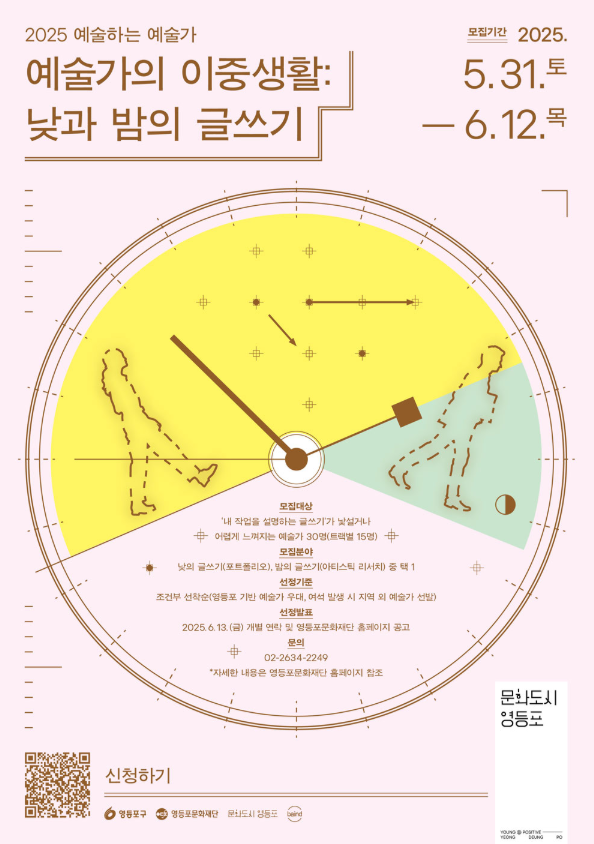 2025 예술하는 예술가
예술가의 이중생활:
낮과 밤의 글쓰기
모집기간 2025.
5.31.토
— 6.12.목
모집대상
'내 작업을 설명하는 글쓰기'가 낯설거나
어렵게 느껴지는 예술가 30명(트랙별 15명)
모집분야
낮의 글쓰기(포트폴리오), 밤의 글쓰기(아티스틱 리서치) 중 택 1
선정기준
조건부 선착순(영등포 기반 예술가 우대, 여석 발생 시 지역 외 예술가 선발)
선정발표
2025.6.13.(금) 개별 연락 및 영등포문화재단 홈페이지 공고
문의
02-2634-2249
*자세한 내용은 영등포문화재단 홈페이지 참조
문화도시
영등포
신청하기
영등포구 영등포문화재단 문화도시 영등포 baind
YOUNG POSITIVE
YEONG DEUNG PO